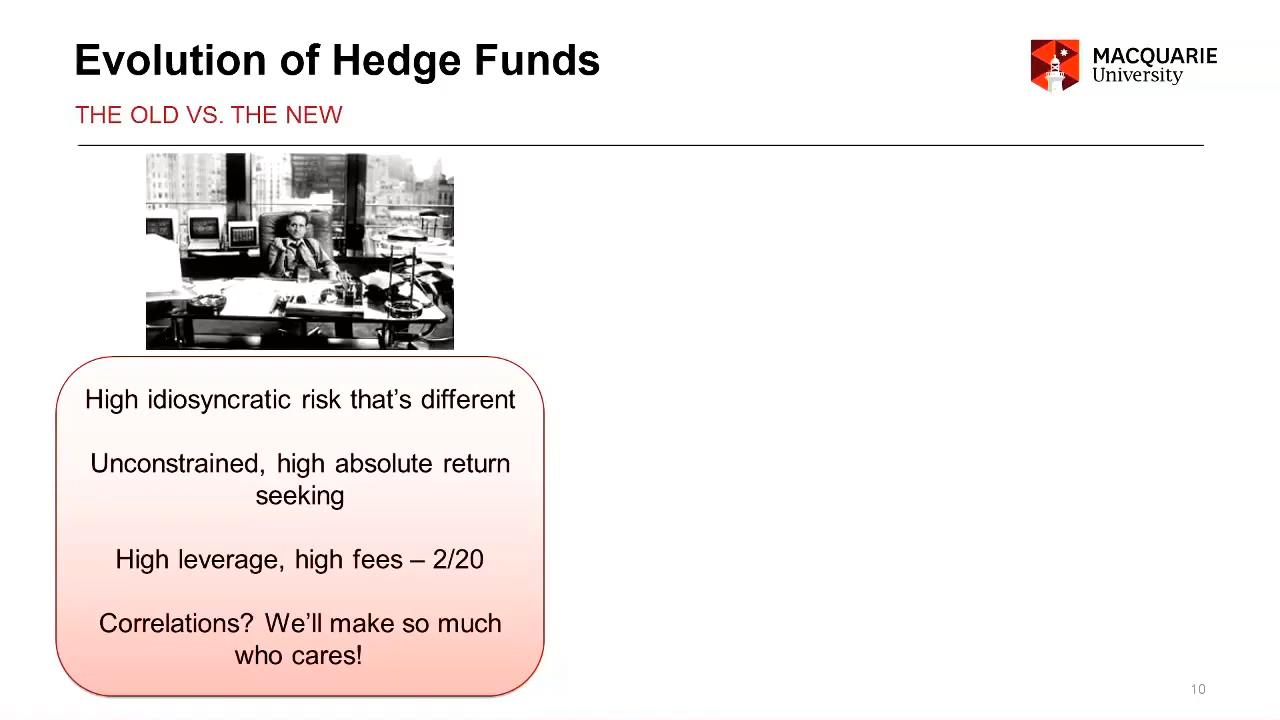 Evolution of Hedge Funds
MACQUARIE
University
THE OLD VS. THE NEW
High idiosyncratic risk that’s different
Unconstrained, high absolute return
seeking
High leverage, high fees – 2/20
Correlations? We’ll make so much
who cares!
10